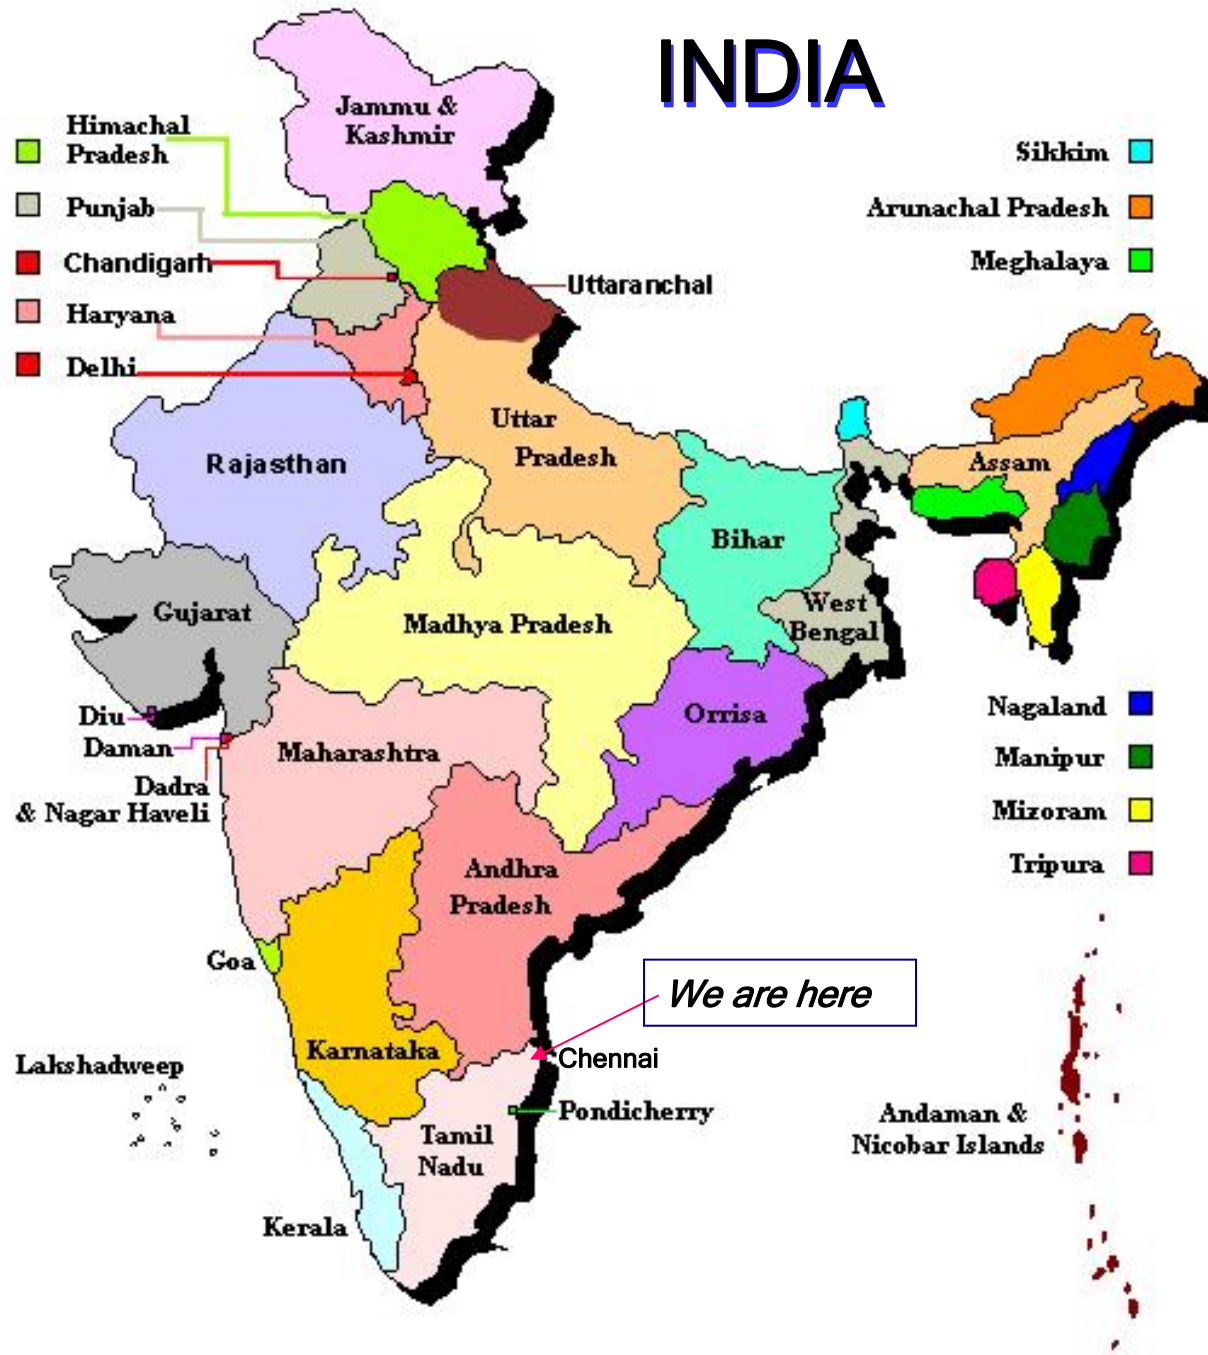 INDIA
Jammu &
Kashmir
Himachal
Pradesh
Punjab
Chandigarh
Haryana
Delhi
Sikkim
Arunachal Pradesh
Meghalaya
Uttaranchal
Uttar
Pradesh
Rajasthan
Assam
Bihar
Gujarat
Madhya Pradesh
West
Bengal
Diu
Daman
Dadra
& Nagar Haveli
Maharashtra
Orrisa
Nagaland
Manipur
Mizoram
Tripura
Andhra
Pradesh
Goa
We are here
Karnataka
Chennai
Lakshadweep
Pondicherry
Tamil
Nadu
Andaman &
Nicobar Islands
Kerala